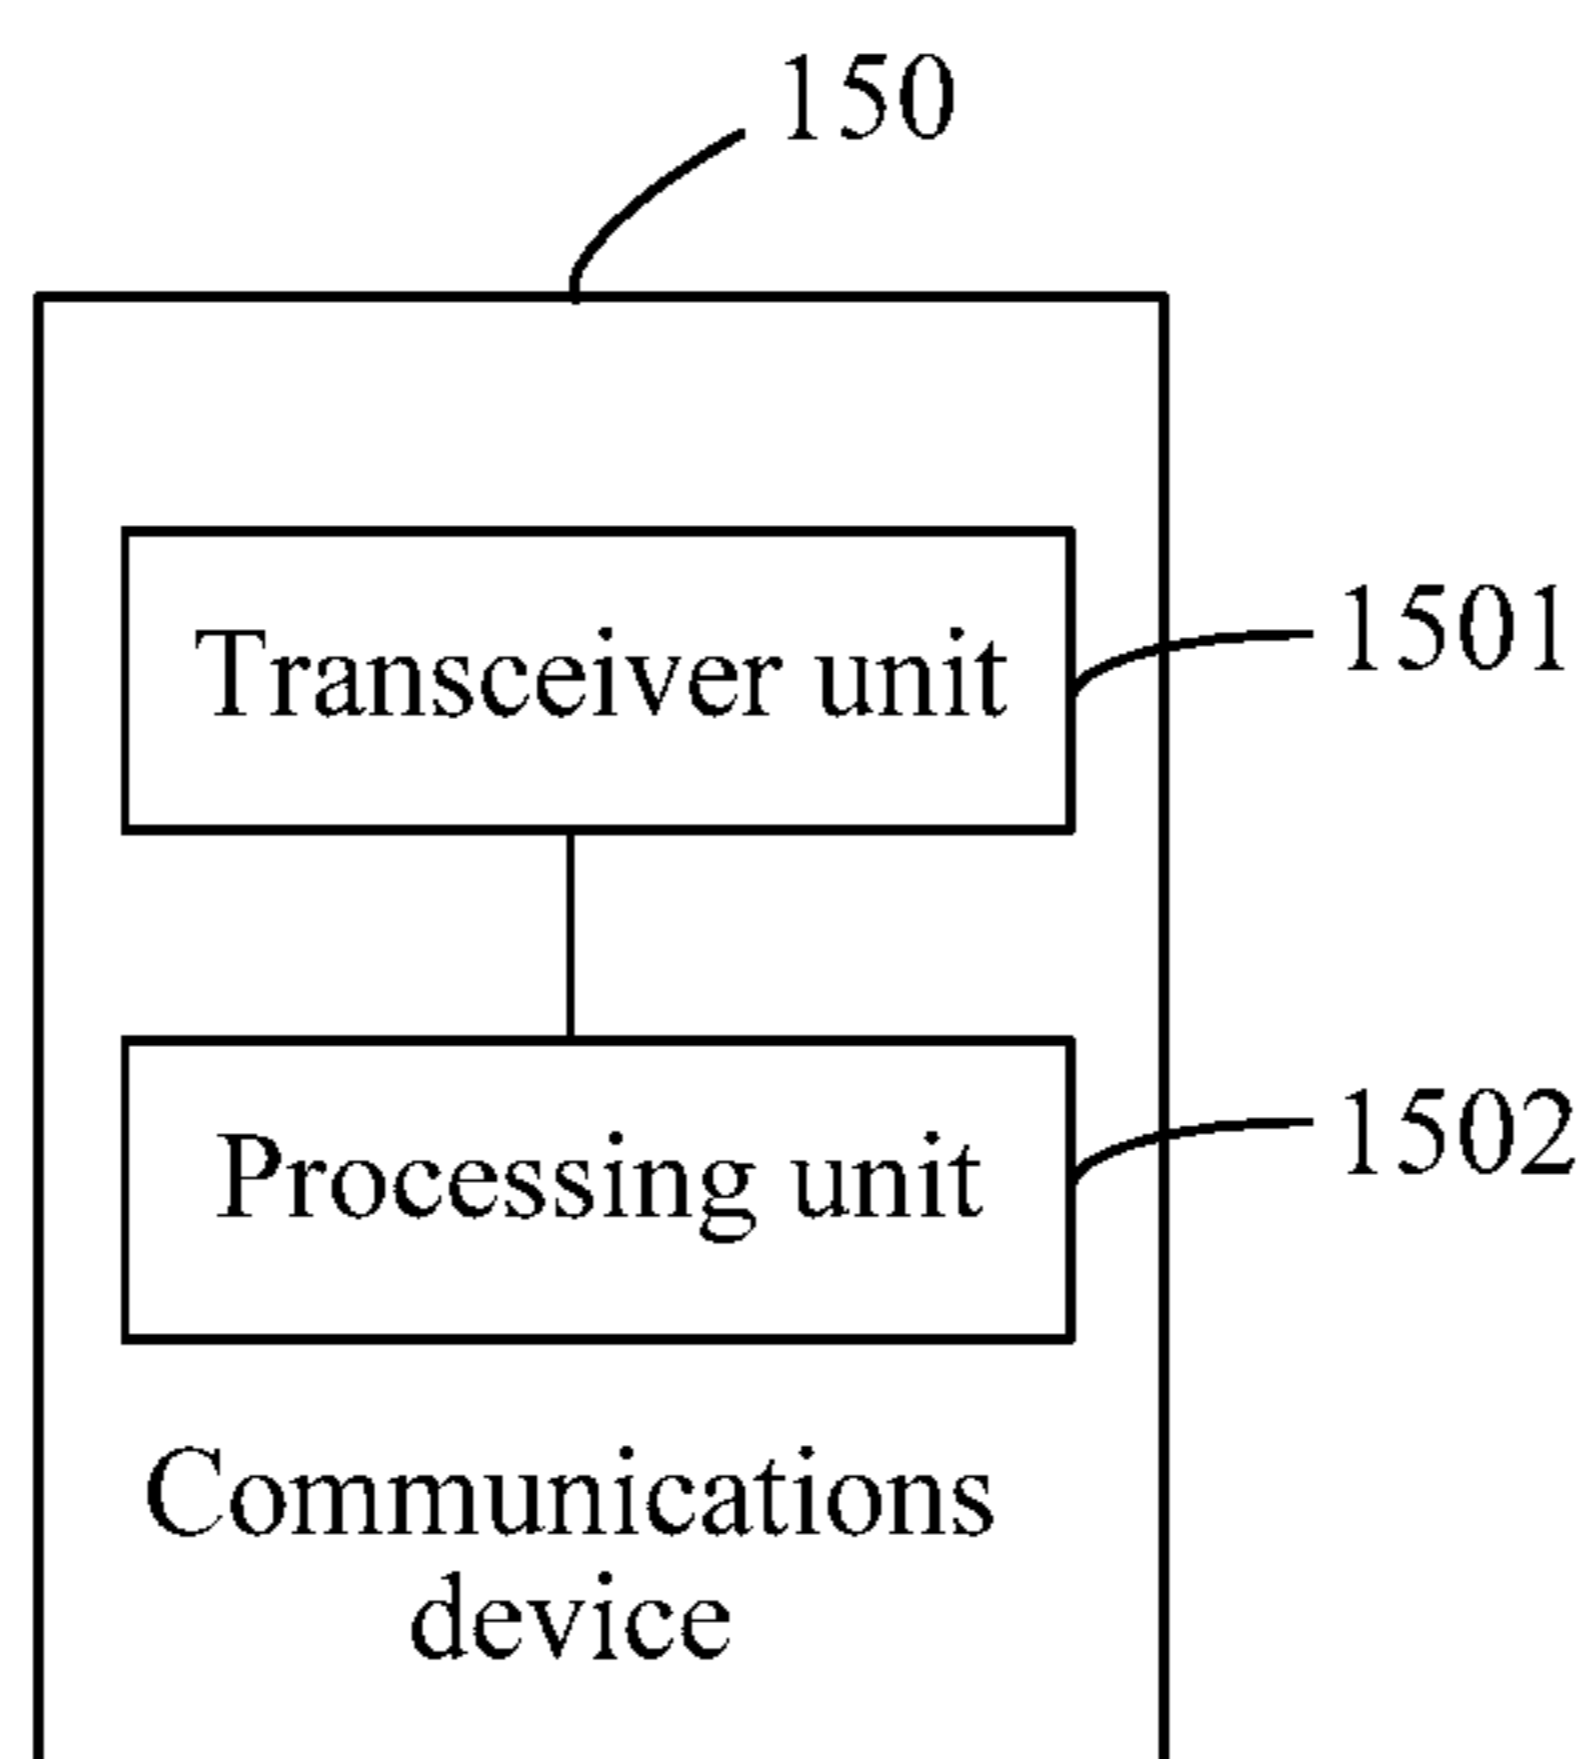 150
Transceiver unit
1501
Processing unit
1502
Communications
device